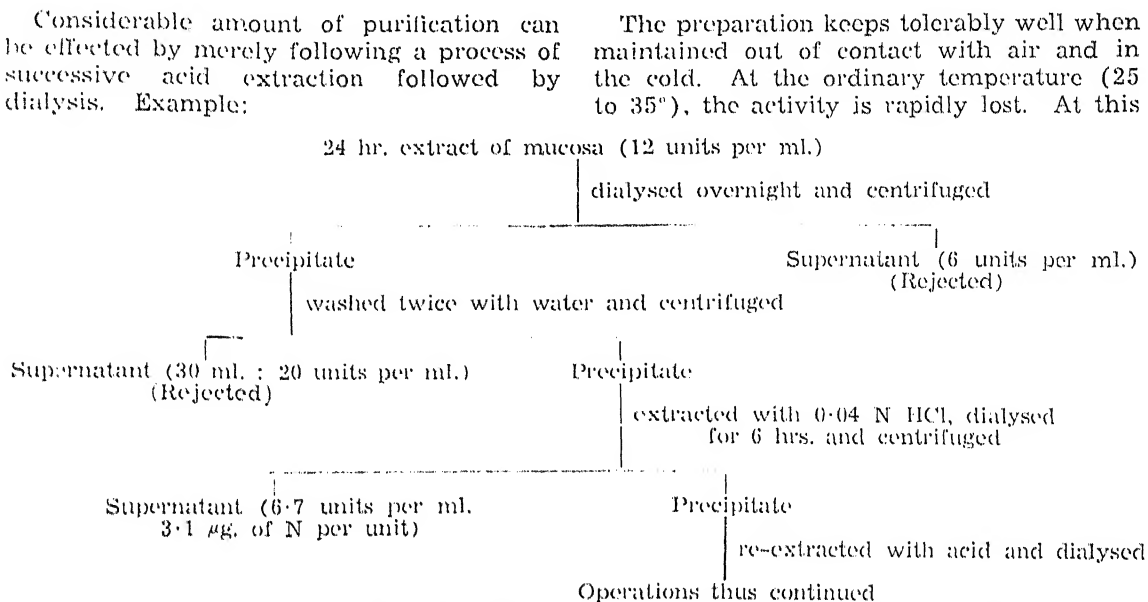 Considerable amount of purification can
be effected by merely following a process of
successive acid extraction followed by
dialysis. Example:
The preparation keeps tolerably well when
maintained out of contact with air and in
the cold. At the ordinary temperature (25
to 35°), the activity is rapidly lost. At this
24 hr. extract of mucosa (12 units per ml.)
dialysed overnight and centrifuged
Precipitate
Supernatant (6 units per ml.)
(Rejected)
washed twice with water and centrifuged
Supernatant (30 ml. : 20 units per ml.)
(Rejected)
Precipitate
extracted with 0·04 N HCl, dialysed
for 6 hrs. and centrifuged
Supernatant (6·7 units per ml.
3·1 µg. of N per unit)
Precipitate
re-extracted with acid and dialysed
Operations thus continued